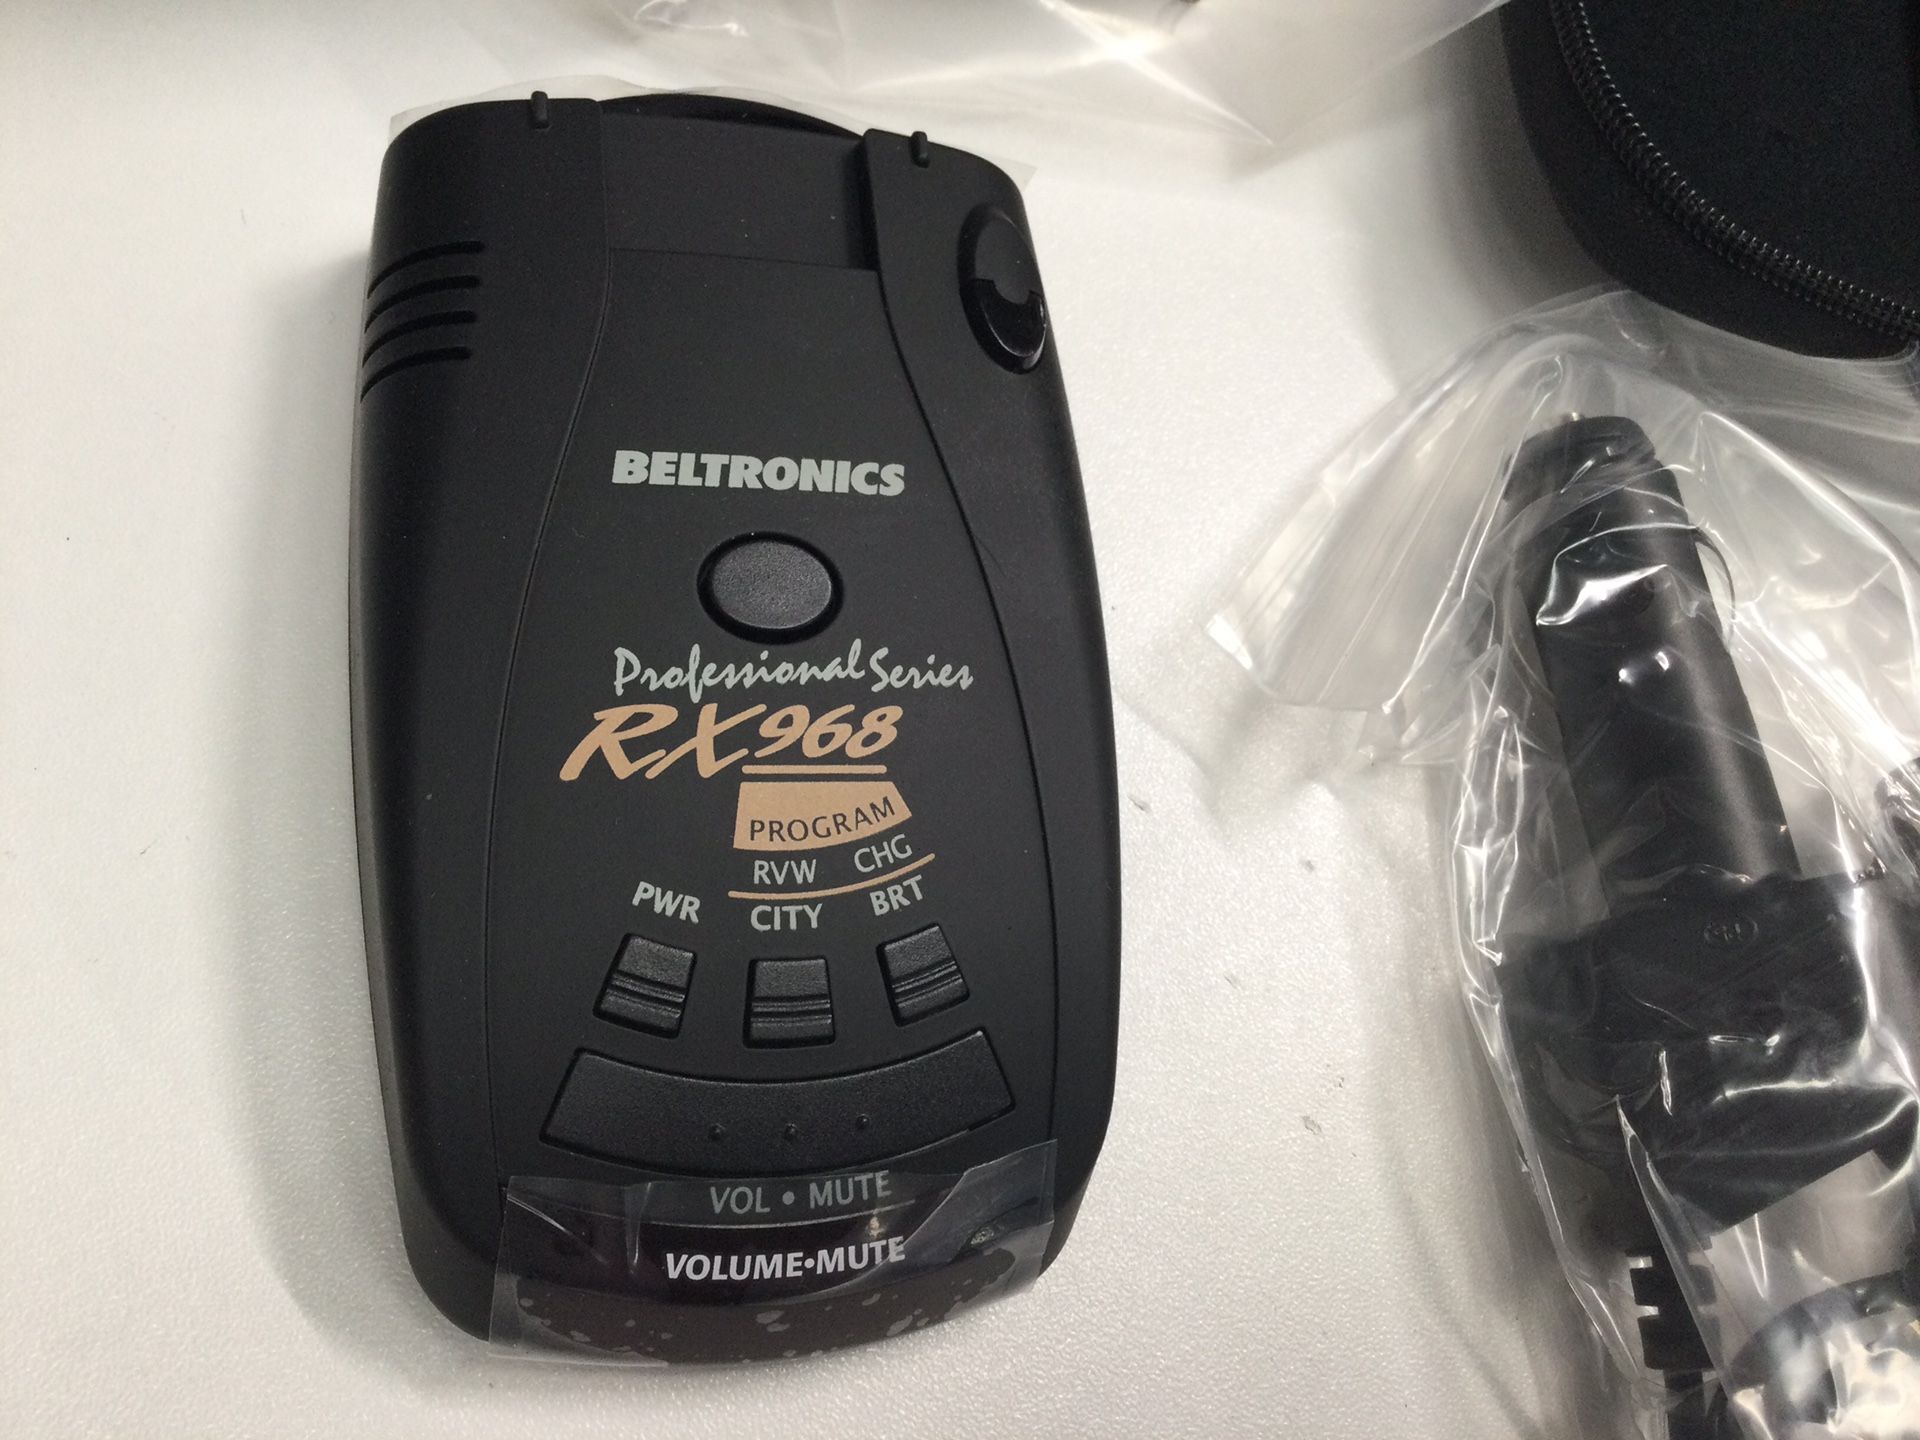 BELTRONICS
Professional Series
RX968
PROGRAM
RVW CHG
PWR CITY BRT
VOL • MUTE
VOLUME•MUTE